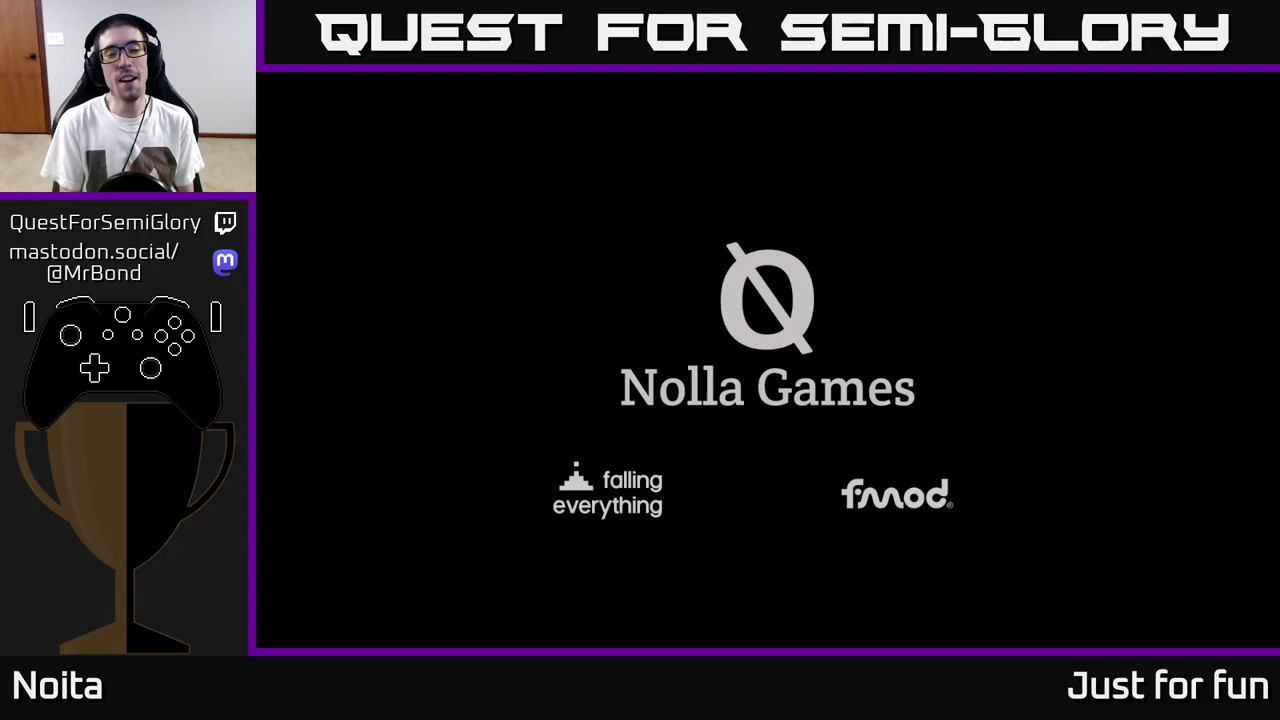 QUEST FOR SEMI-GLORY
QuestForSemiGlory
mastodon.social/
@MrBond
Nolla Games
falling
everything
fmod®
Noita
Just for fun